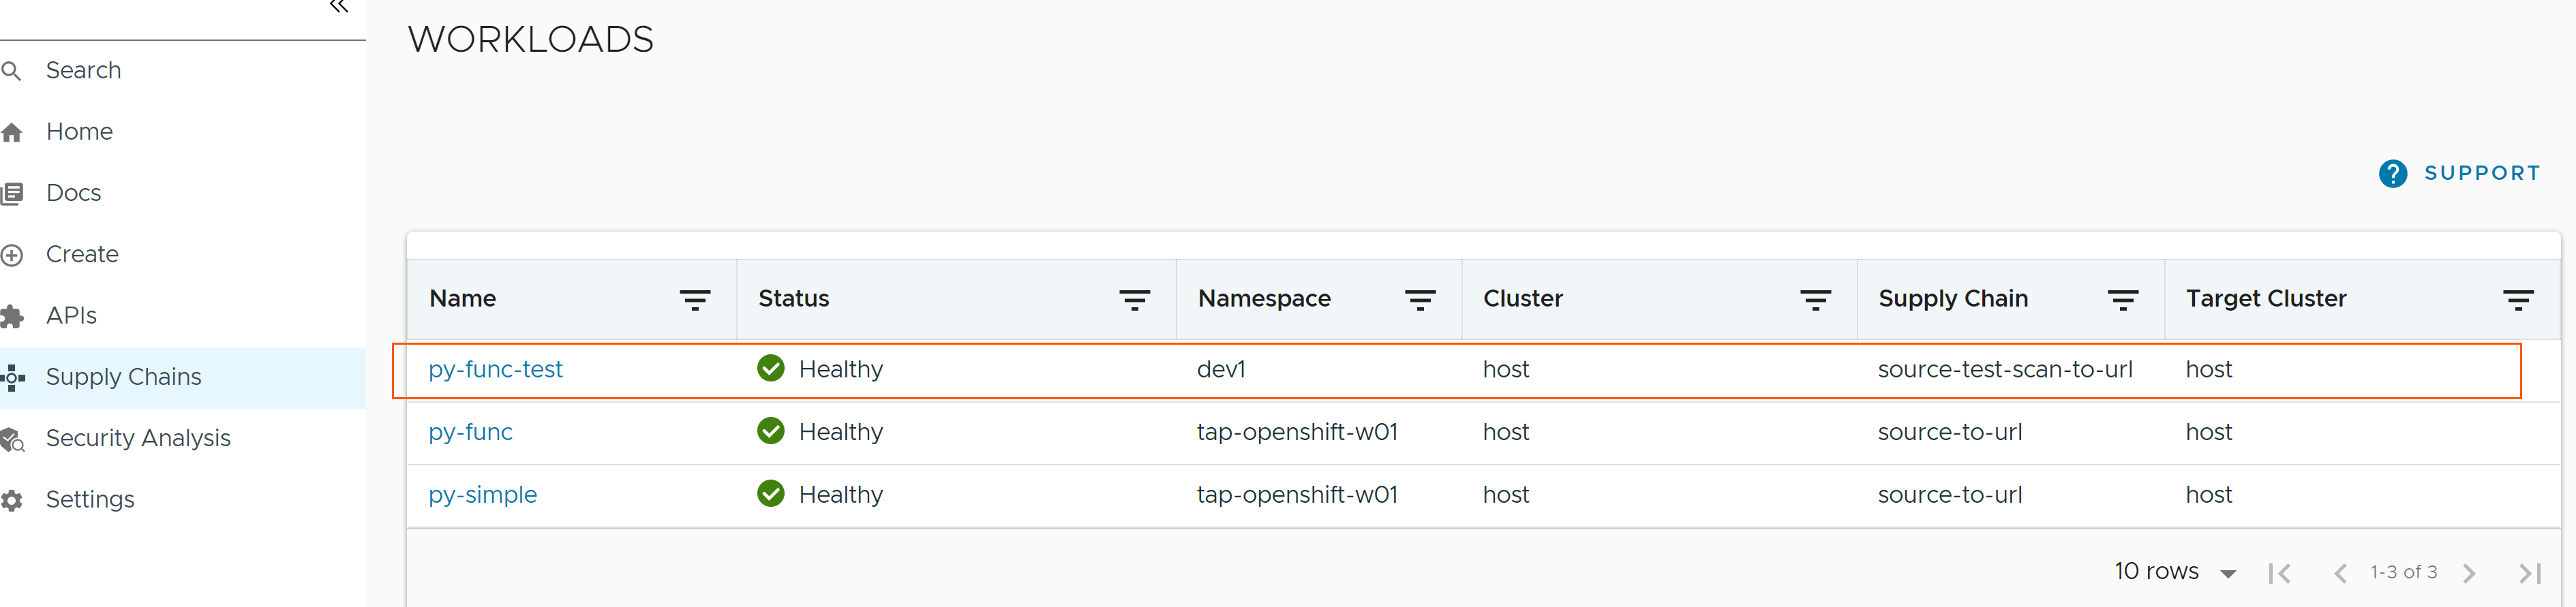 WORKLOADS
Search
Home
Docs
Create
APIs
Supply Chains
Security Analysis
Settings
SUPPORT
Name Status Namespace Cluster Supply Chain Target Cluster
py-func-test Healthy dev1 host source-test-scan-to-url host
py-func Healthy tap-openshift-w01 host source-to-url host
py-simple Healthy tap-openshift-w01 host source-to-url host
10 rows 1-3 of 3